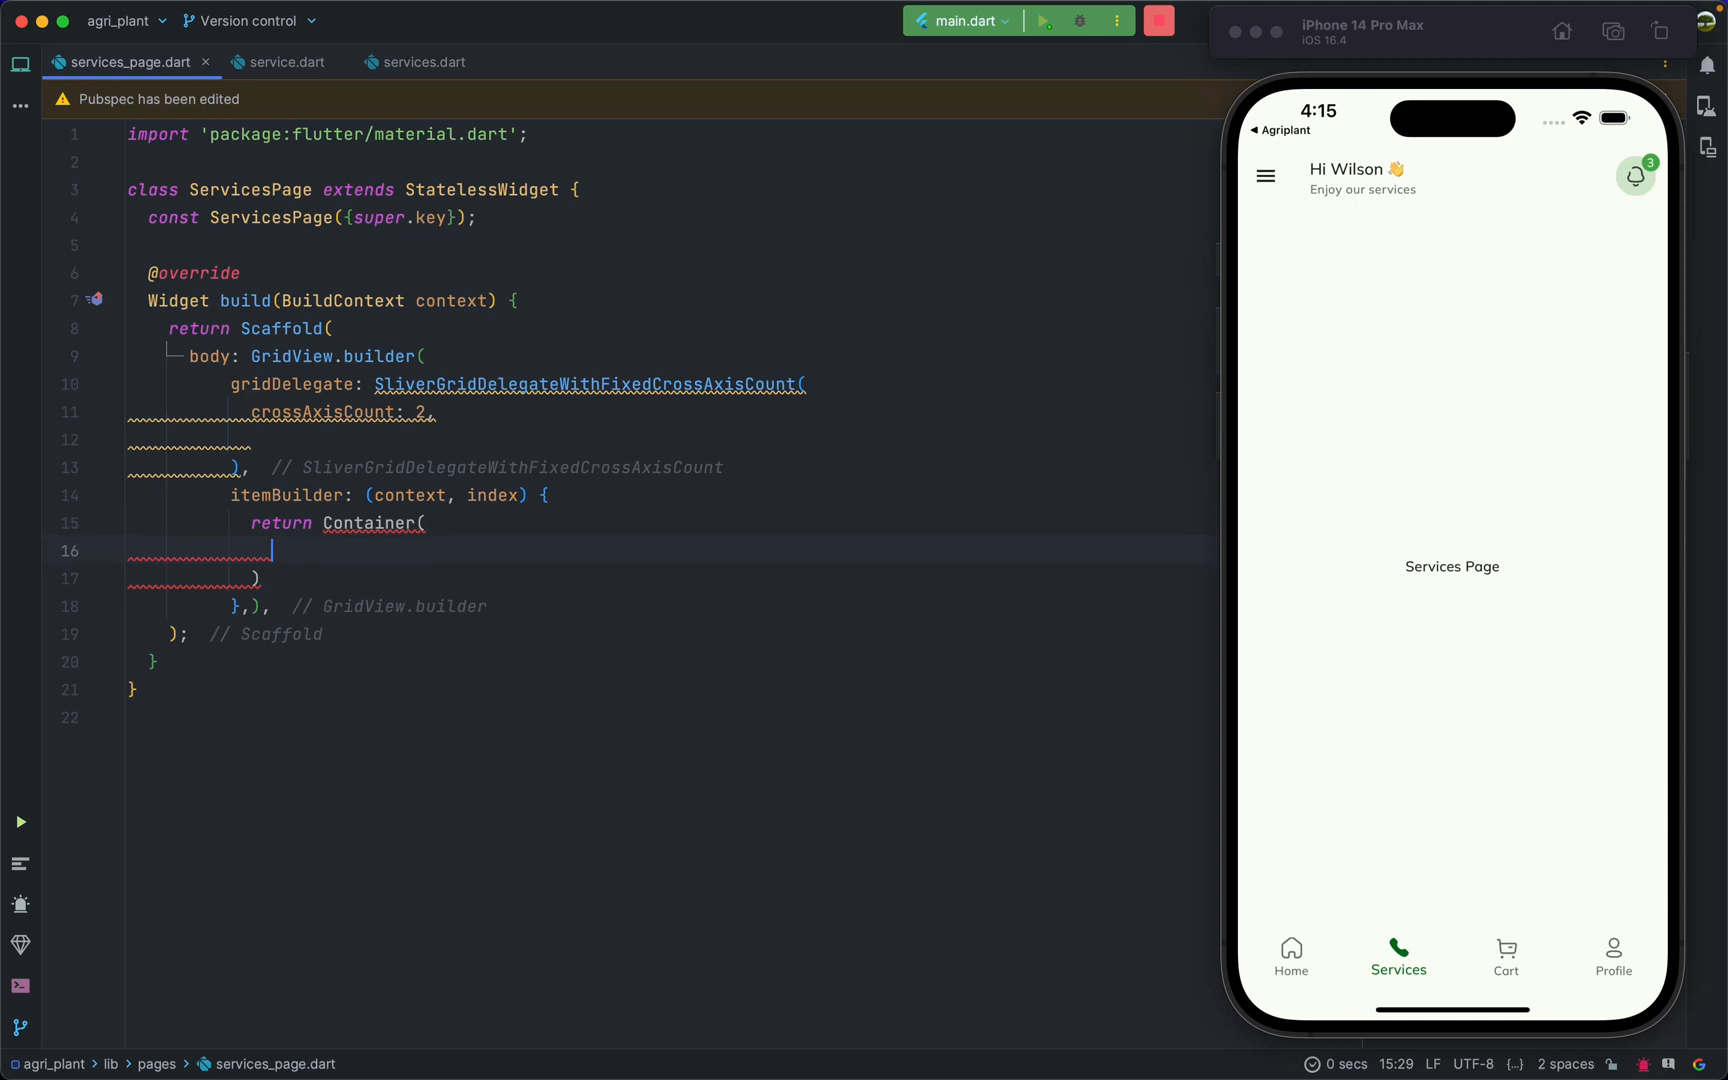 agri_plant
Version control
main.dart
iPhone 14 Pro Max
iOS 16.4
services_page.dart
service.dart
services.dart
Pubspec has been edited
1 import 'package:flutter/material.dart';
2
3 class ServicesPage extends StatelessWidget {
4 const ServicesPage({super.key});
5
6 @override
7 Widget build(BuildContext context) {
8 return Scaffold(
9 body: GridView.builder(
10 gridDelegate: SliverGridDelegateWithFixedCrossAxisCount(
11 crossAxisCount: 2,
12
13 ), // SliverGridDelegateWithFixedCrossAxisCount
14 itemBuilder: (context, index) {
15 return Container(
16
17 )
18 },), // GridView.builder
19 ); // Scaffold
20 }
21 }
22
4:15
◀ Agriplant
Hi Wilson 👋
Enjoy our services
3
Services Page
Home
Services
Cart
Profile
agri_plant > lib > pages > services_page.dart
0 secs 15:29 LF UTF-8 {...} 2 spaces